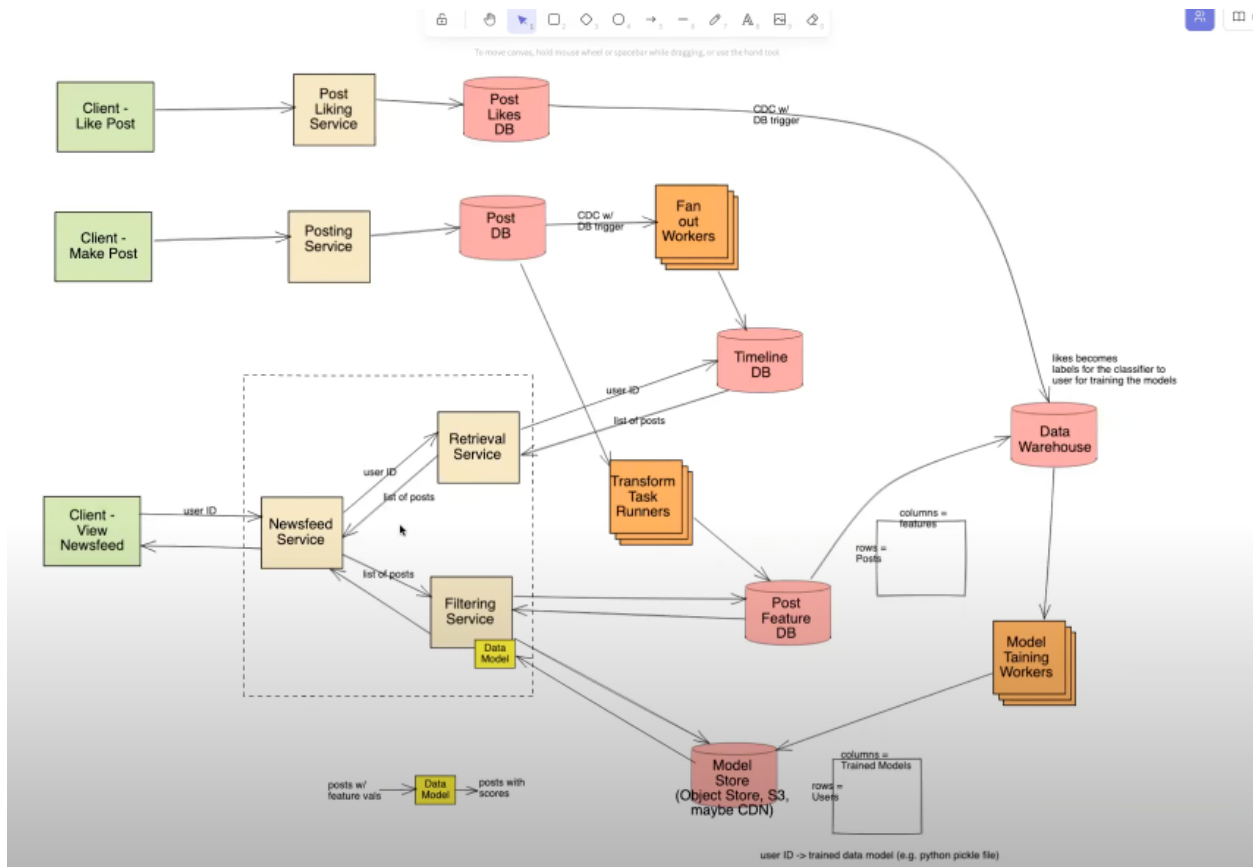 To move canvas, hold mouse wheel or spacebar while dragging, or use the hand tool
Client -
Like Post
Post
Liking
Service
Post
Likes
DB
CDC w/
DB trigger
Client -
Make Post
Posting
Service
Post
DB
CDC w/
DB trigger
Fan
out
Workers
Timeline
DB
likes becomes
labels for the classifier to
user for training the models
user ID
list of posts
Retrieval
Service
Data
Warehouse
user ID
list of posts
Transform
Task
Runners
Client -
View
Newsfeed
user ID
Newsfeed
Service
columns =
features
rows =
Posts
list of posts
Filtering
Service
Data
Model
Post
Feature
DB
Model
Taining
Workers
Model
Store
(Object Store, S3,
maybe CDN)
columns =
Trained Models
rows =
Users
posts w/
feature vals
Data
Model
posts with
scores
user ID -> trained data model (e.g. python pickle file)